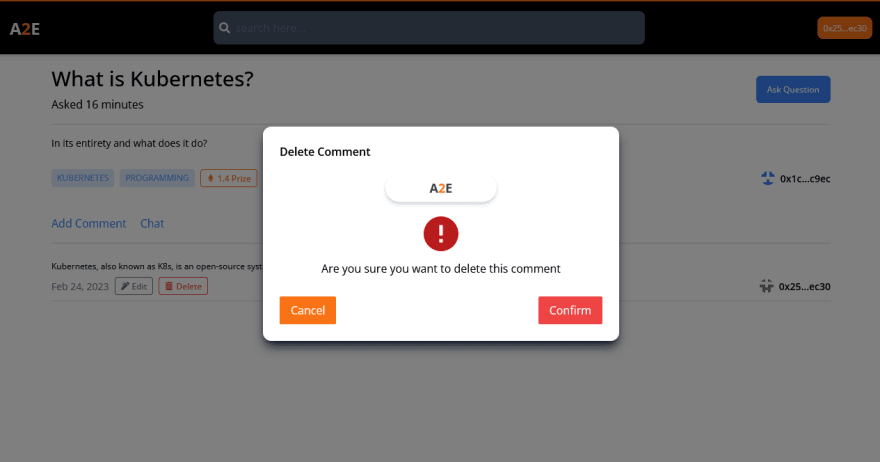 A2E
search here...
0x25...ec30
What is Kubernetes?
Asked 16 minutes
Ask Question
In its entirety and what does it do?
KUBERNETES
PROGRAMMING
1.4 Prize
0x1c...c9ec
Add Comment
Chat
Kubernetes, also known as K8s, is an open-source syst
Feb 24, 2023
Edit
Delete
0x25...ec30
Delete Comment
A2E
Are you sure you want to delete this comment
Cancel
Confirm